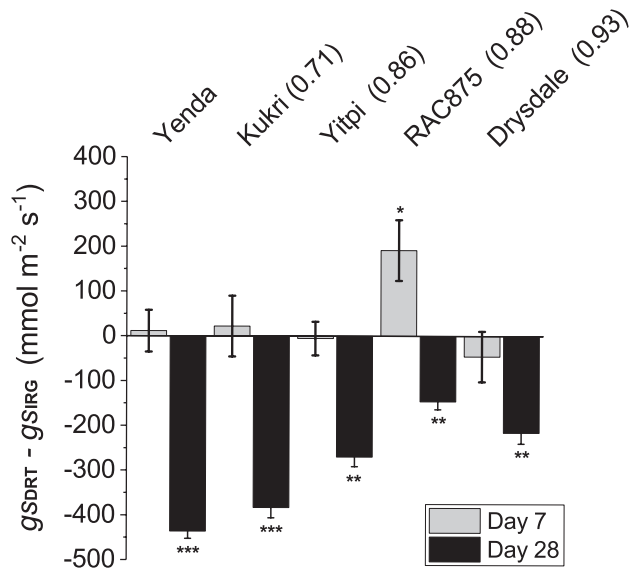 Yenda
Kukri (0.71)
Yitpi (0.86)
RAC875 (0.88)
Drysdale (0.93)
gSDRT - gSIRG (mmol m-2 s-1)
400
300
200
100
0
-100
-200
-300
-400
-500
*
***
***
**
**
**
Day 7
Day 28